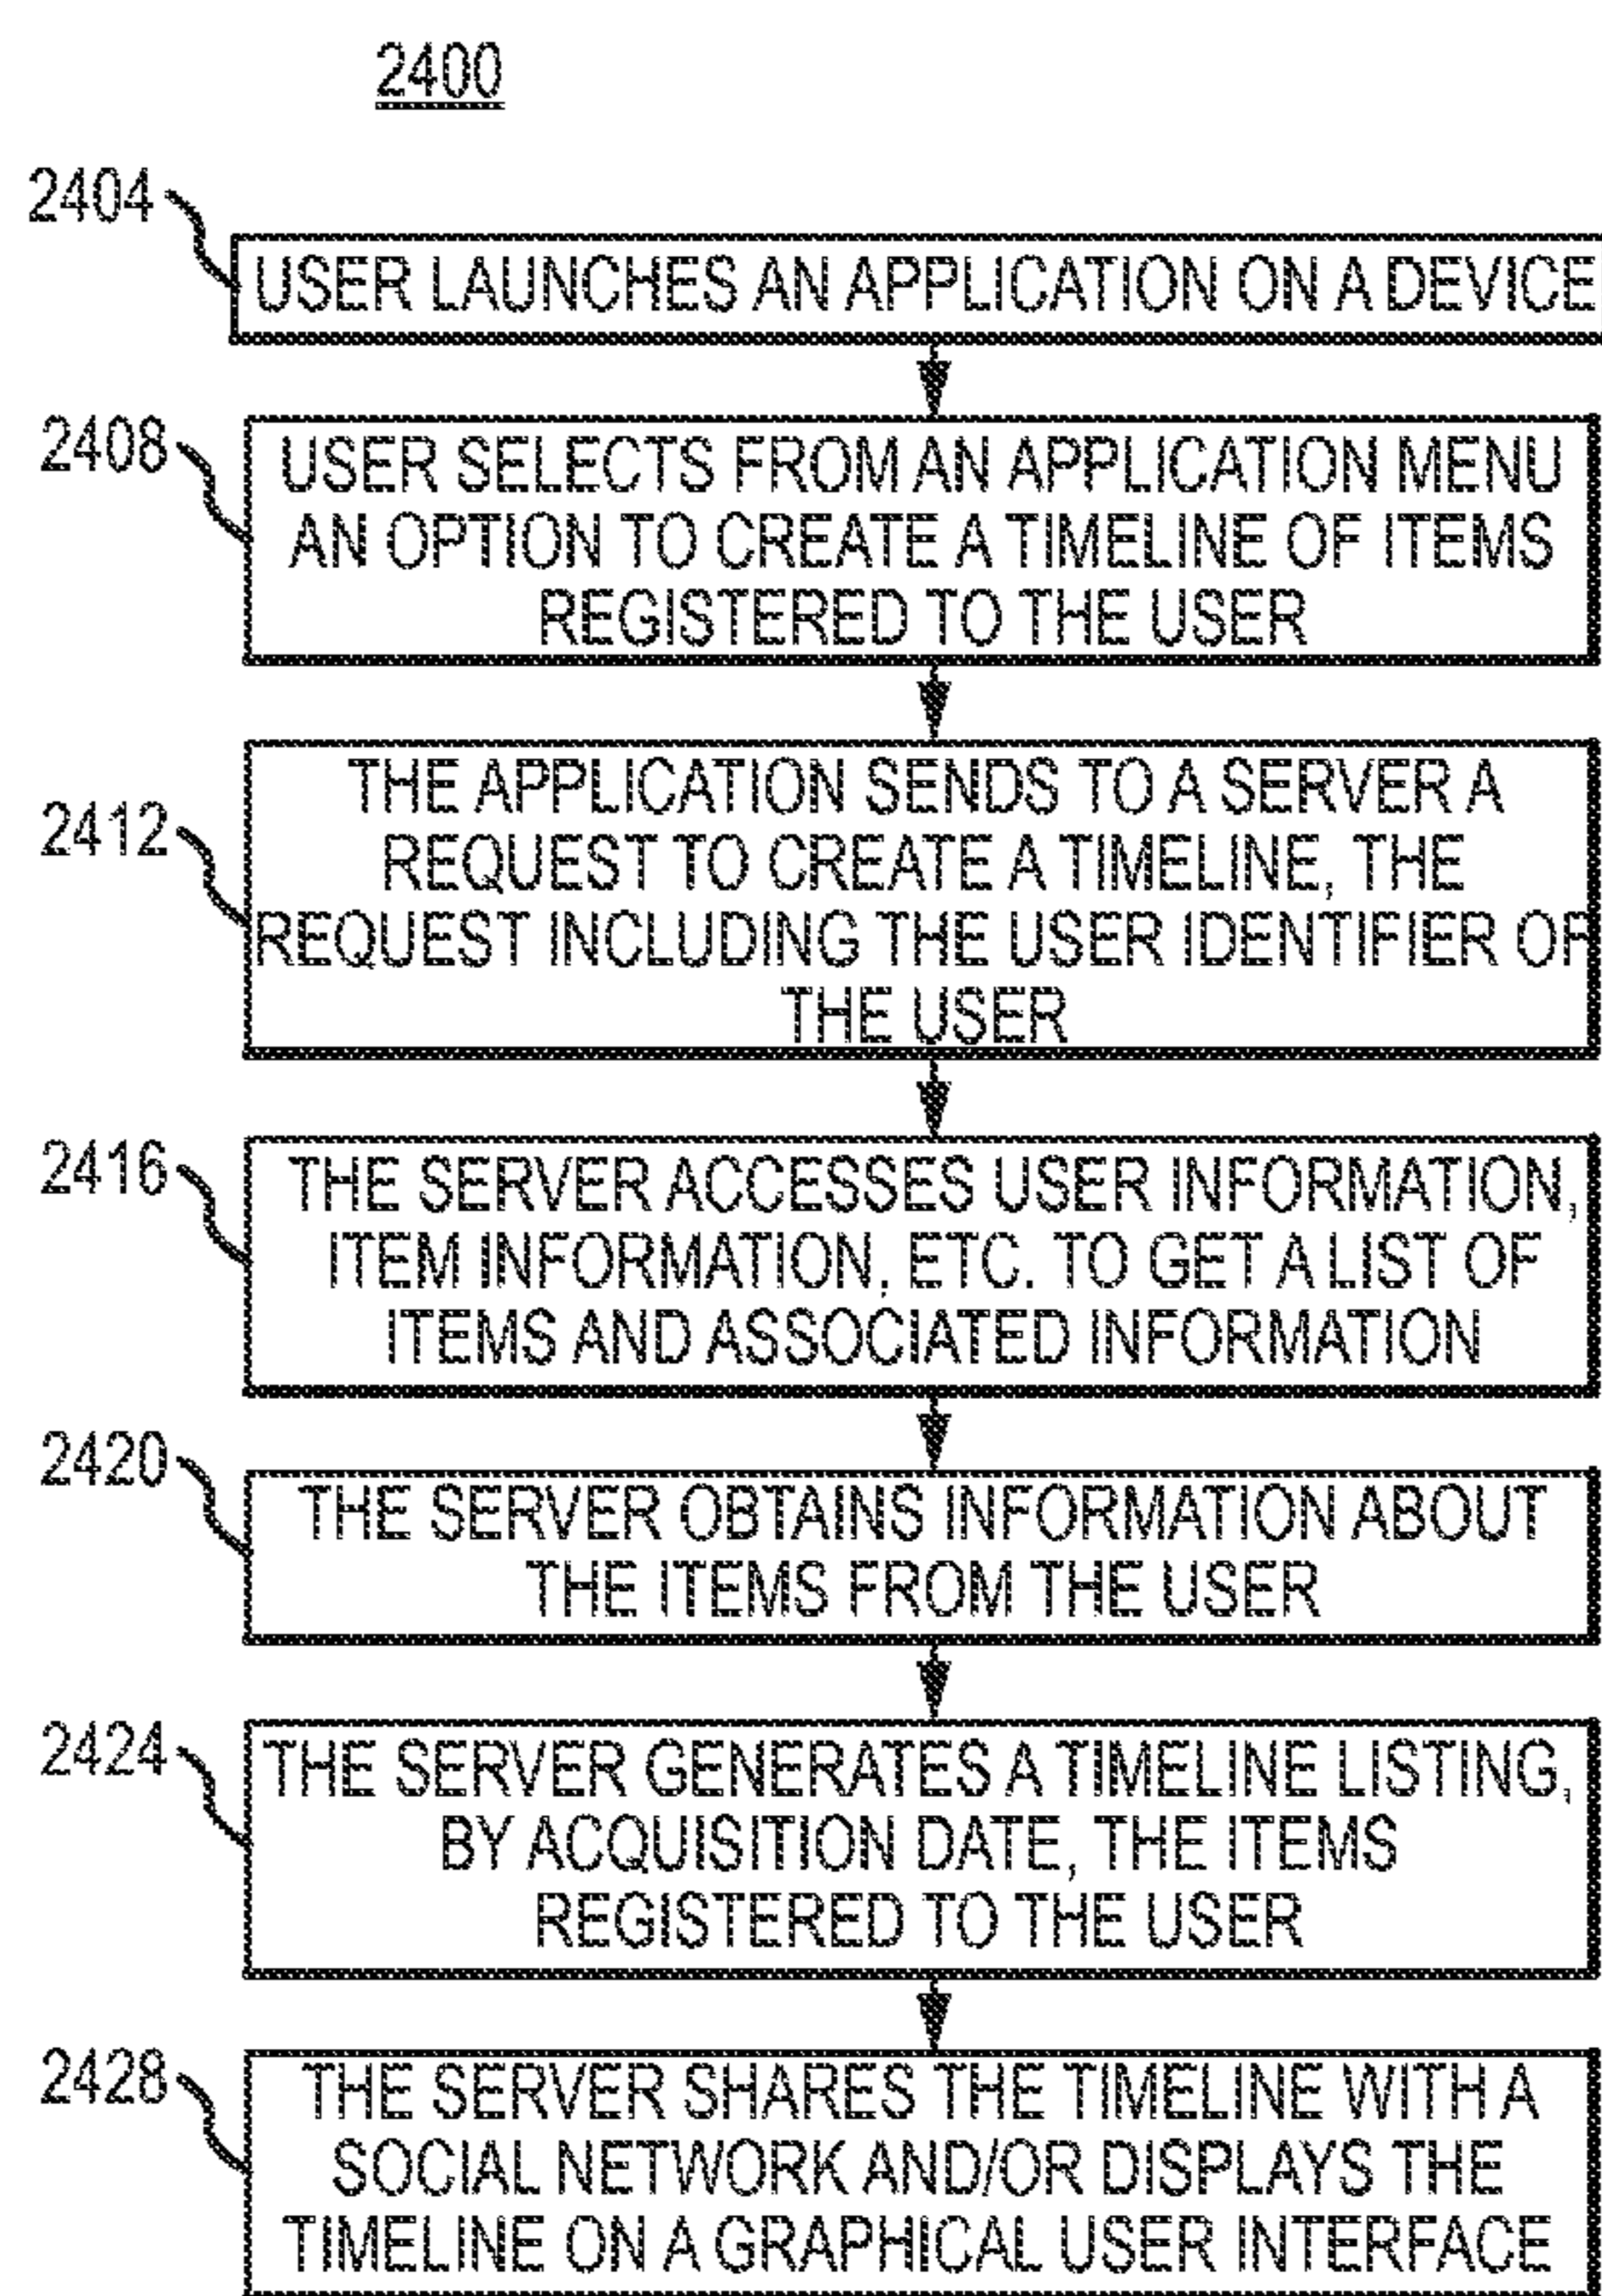 2400
2404
USER LAUNCHES AN APPLICATION ON A DEVICE
2408
USER SELECTS FROM AN APPLICATION MENU
AN OPTION TO CREATE A TIMELINE OF ITEMS
REGISTERED TO THE USER
2412
THE APPLICATION SENDS TO A SERVER A
REQUEST TO CREATE A TIMELINE, THE
REQUEST INCLUDING THE USER IDENTIFIER OF
THE USER
2416
THE SERVER ACCESSES USER INFORMATION,
ITEM INFORMATION, ETC. TO GET A LIST OF
ITEMS AND ASSOCIATED INFORMATION
2420
THE SERVER OBTAINS INFORMATION ABOUT
THE ITEMS FROM THE USER
2424
THE SERVER GENERATES A TIMELINE LISTING,
BY ACQUISITION DATE, THE ITEMS
REGISTERED TO THE USER
2428
THE SERVER SHARES THE TIMELINE WITH A
SOCIAL NETWORK AND/OR DISPLAYS THE
TIMELINE ON A GRAPHICAL USER INTERFACE